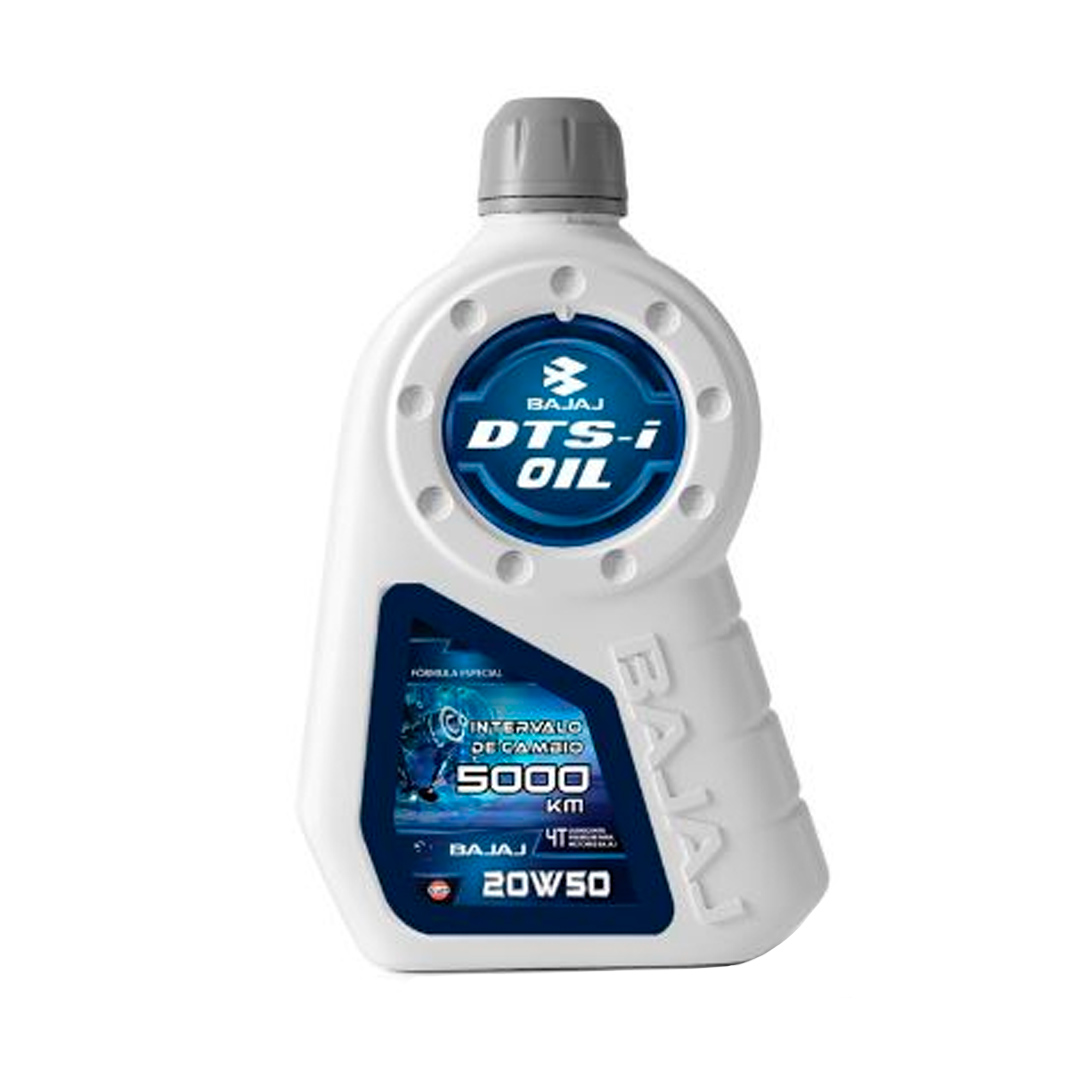 BAJAJ
DTS-i
OIL
FÓRMULA ESPECIAL
INTERVALO
DE CAMBIO
5000
KM
BAJAJ
4T
20W50
BAJAJ